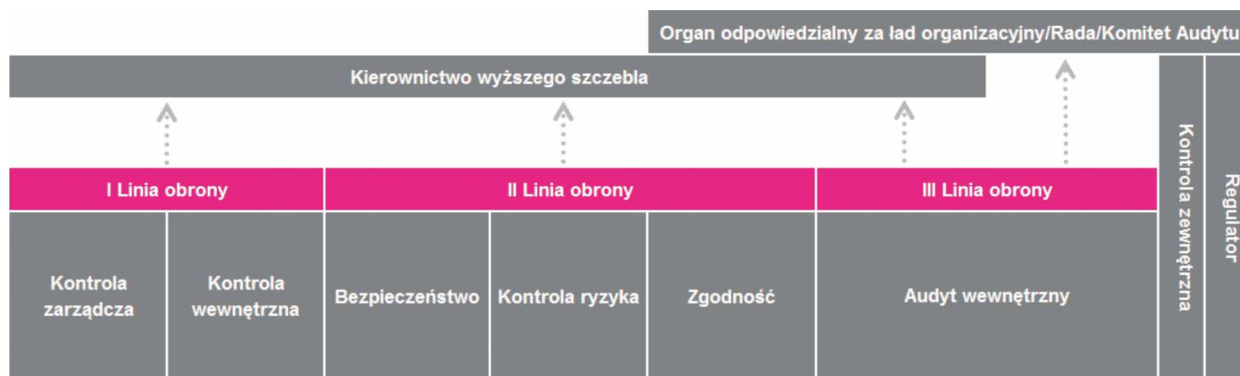 Organ odpowiedzialny za ład organizacyjny/Rada/Komitet Audytu
Kierownictwo wyższego szczebla
I Linia obrony
II Linia obrony
III Linia obrony
Kontrola
zarządcza
Kontrola
wewnętrzna
Bezpieczeństwo
Kontrola ryzyka
Zgodność
Audyt wewnętrzny
Kontrola zewnętrzna
Regulator